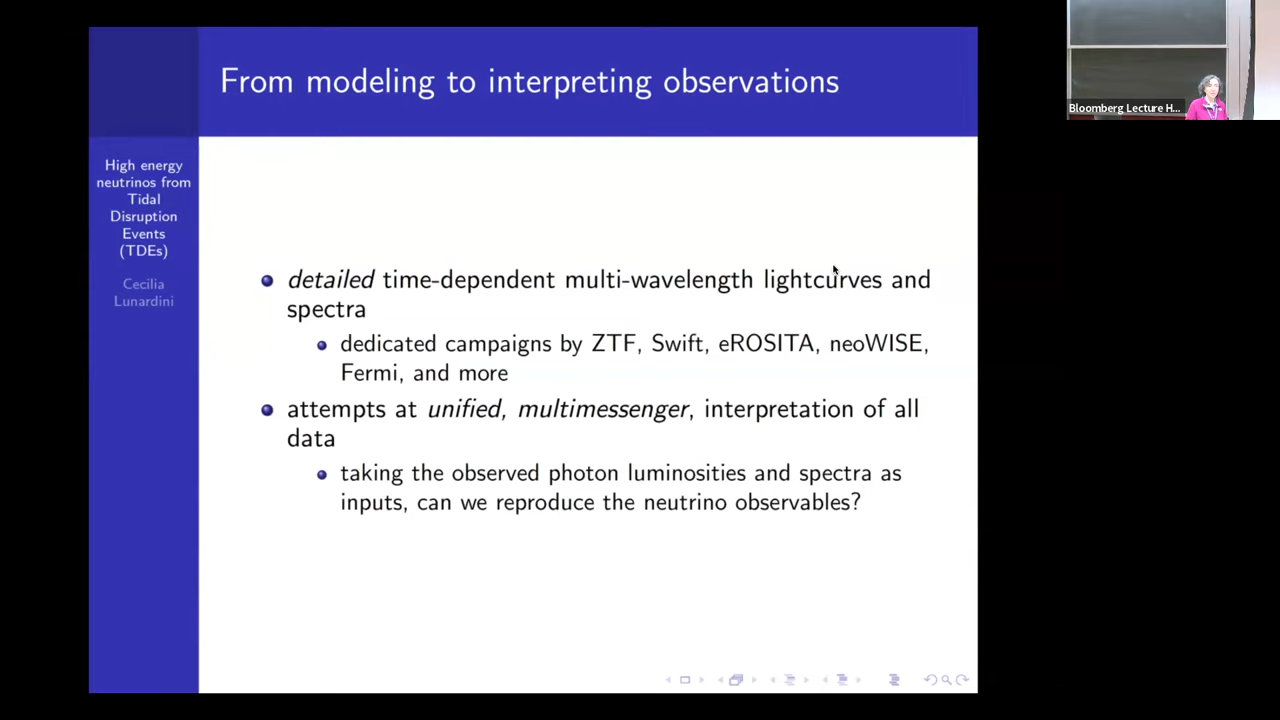 From modeling to interpreting observations
High energy
neutrinos from
Tidal
Disruption
Events
(TDEs)
Cecilia
Lunardini
detailed time-dependent multi-wavelength lightcurves and
spectra
dedicated campaigns by ZTF, Swift, eROSITA, neoWISE,
Fermi, and more
attempts at unified, multimessenger, interpretation of all
data
taking the observed photon luminosities and spectra as
inputs, can we reproduce the neutrino observables?
Bloomberg Lecture H...